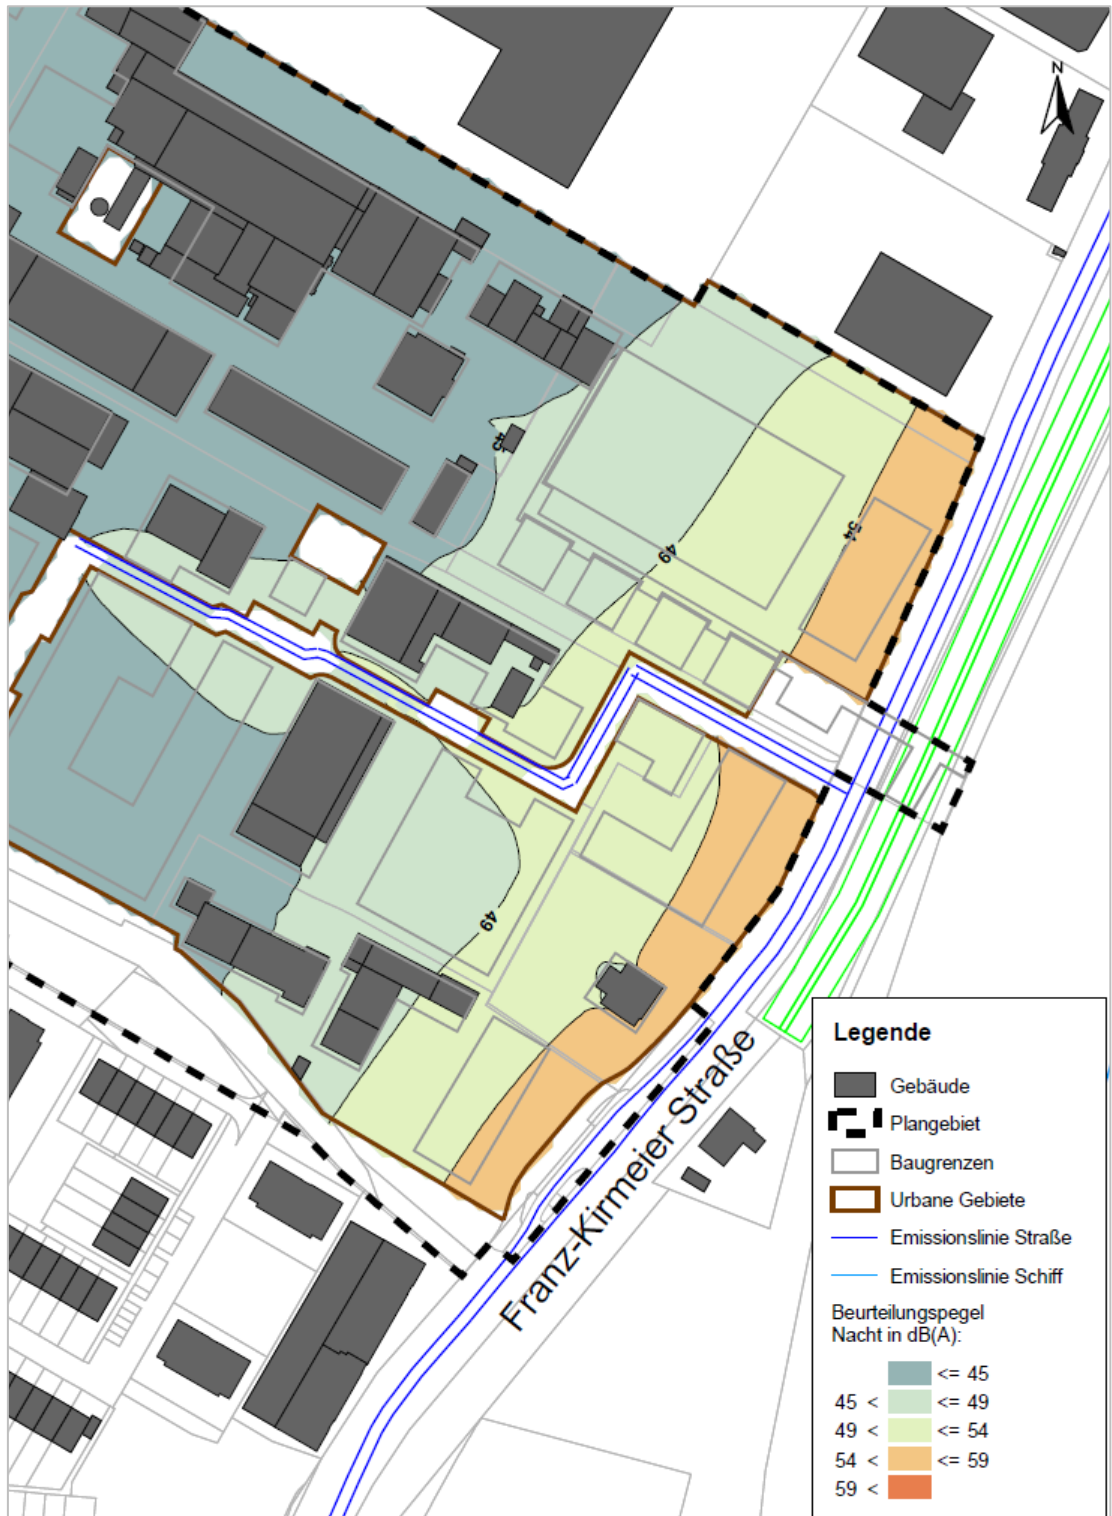 N
45
49
54
49
Franz-Kirmeier Straße
Legende
Gebäude
Plangebiet
Baugrenzen
Urbane Gebiete
Emissionslinie Straße
Emissionslinie Schiff
Beurteilungspegel
Nacht in dB(A):
<= 45
45 < <= 49
49 < <= 54
54 < <= 59
59 <